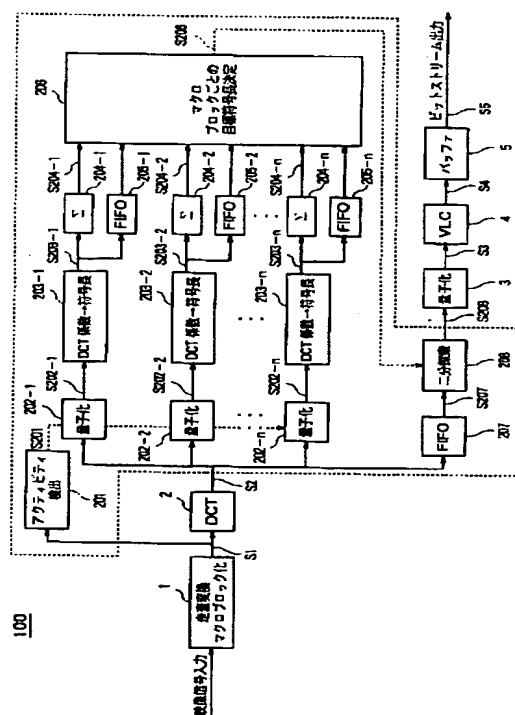 100
映像信号入力
1
走査変換
マクロブロック化
S1
2
DCT
S2
アクティビティ
検出
201
S201
202-1
量子化
S202-1
203-1
DCT 係数→符号長
S203-1
S204-1
Σ
204-1
FIFO
205-1
202-2
量子化
S202-2
203-2
DCT 係数→符号長
S203-2
S204-2
Σ
204-2
FIFO
205-2
202-n
量子化
S202-n
203-n
DCT 係数→符号長
S203-n
S204-n
Σ
204-n
FIFO
205-n
206
マクロ
ブロックごとの
目標符号長決定
S206
FIFO
207
S207
二分探索
208
S208
量子化
3
S3
VLC
4
S4
バッファ
5
S5
ビットストリーム出力